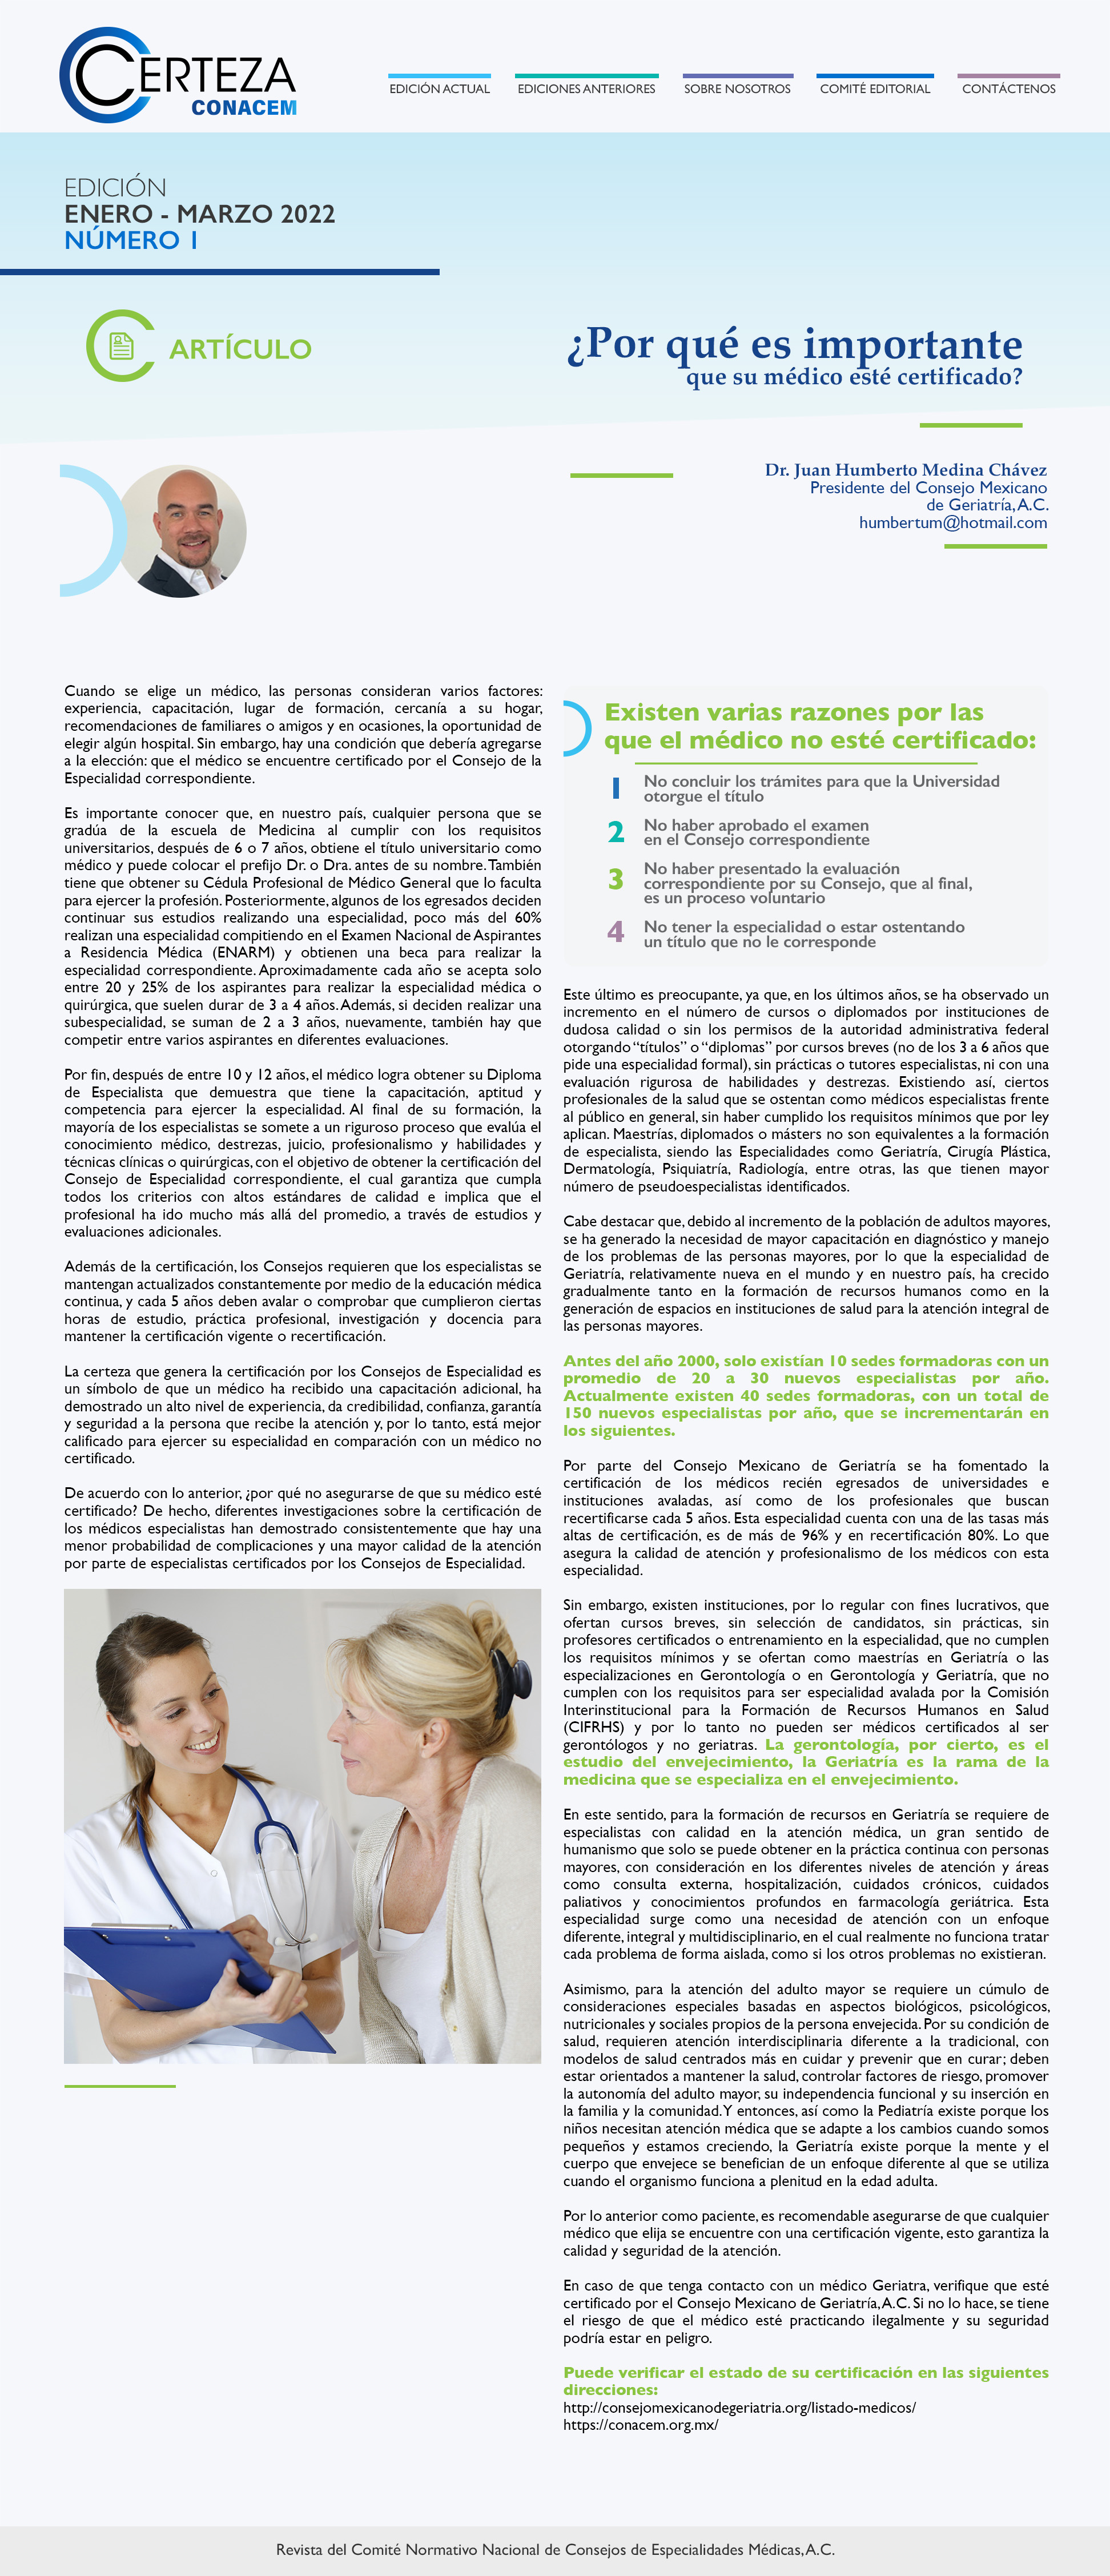 CERTEZA
CONACEM
EDICIÓN ACTUAL
EDICIONES ANTERIORES
SOBRE NOSOTROS
COMITÉ EDITORIAL
CONTÁCTENOS
EDICIÓN
ENERO - MARZO 2022
NÚMERO 1
ARTÍCULO
¿Por qué es importante
que su médico esté certificado?
Dr. Juan Humberto Medina Chávez
Presidente del Consejo Mexicano
de Geriatría, A.C.
humbertum@hotmail.com
Cuando se elige un médico, las personas consideran varios factores:
experiencia, capacitación, lugar de formación, cercanía a su hogar,
recomendaciones de familiares o amigos y en ocasiones, la oportunidad de
elegir algún hospital. Sin embargo, hay una condición que debería agregarse
a la elección: que el médico se encuentre certificado por el Consejo de la
Especialidad correspondiente.
Es importante conocer que, en nuestro país, cualquier persona que se
gradúa de la escuela de Medicina al cumplir con los requisitos
universitarios, después de 6 o 7 años, obtiene el título universitario como
médico y puede colocar el prefijo Dr. o Dra. antes de su nombre. También
tiene que obtener su Cédula Profesional de Médico General que lo faculta
para ejercer la profesión. Posteriormente, algunos de los egresados deciden
continuar sus estudios realizando una especialidad, poco más del 60%
realizan una especialidad compitiendo en el Examen Nacional de Aspirantes
a Residencia Médica (ENARM) y obtienen una beca para realizar la
especialidad correspondiente. Aproximadamente cada año se acepta solo
entre 20 y 25% de los aspirantes para realizar la especialidad médica o
quirúrgica, que suelen durar de 3 a 4 años. Además, si deciden realizar una
subespecialidad, se suman de 2 a 3 años, nuevamente, también hay que
competir entre varios aspirantes en diferentes evaluaciones.
Por fin, después de entre 10 y 12 años, el médico logra obtener su Diploma
de Especialista que demuestra que tiene la capacitación, aptitud y
competencia para ejercer la especialidad. Al final de su formación, la
mayoría de los especialistas se somete a un riguroso proceso que evalúa el
conocimiento médico, destrezas, juicio, profesionalismo y habilidades y
técnicas clínicas o quirúrgicas, con el objetivo de obtener la certificación del
Consejo de Especialidad correspondiente, el cual garantiza que cumpla
todos los criterios con altos estándares de calidad e implica que el
profesional ha ido mucho más allá del promedio, a través de estudios y
evaluaciones adicionales.
Además de la certificación, los Consejos requieren que los especialistas se
mantengan actualizados constantemente por medio de la educación médica
continua, y cada 5 años deben avalar o comprobar que cumplieron ciertas
horas de estudio, práctica profesional, investigación y docencia para
mantener la certificación vigente o recertificación.
La certeza que genera la certificación por los Consejos de Especialidad es
un símbolo de que un médico ha recibido una capacitación adicional, ha
demostrado un alto nivel de experiencia, da credibilidad, confianza, garantía
y seguridad a la persona que recibe la atención y, por lo tanto, está mejor
calificado para ejercer su especialidad en comparación con un médico no
certificado.
De acuerdo con lo anterior, ¿por qué no asegurarse de que su médico esté
certificado? De hecho, diferentes investigaciones sobre la certificación de
los médicos especialistas han demostrado consistentemente que hay una
menor probabilidad de complicaciones y una mayor calidad de la atención
por parte de especialistas certificados por los Consejos de Especialidad.
Existen varias razones por las
que el médico no esté certificado:
1 No concluir los trámites para que la Universidad
otorgue el título
2 No haber aprobado el examen
en el Consejo correspondiente
3 No haber presentado la evaluación
correspondiente por su Consejo, que al final,
es un proceso voluntario
4 No tener la especialidad o estar ostentando
un título que no le corresponde
Este último es preocupante, ya que, en los últimos años, se ha observado un
incremento en el número de cursos o diplomados por instituciones de
dudosa calidad o sin los permisos de la autoridad administrativa federal
otorgando “títulos” o “diplomas” por cursos breves (no de los 3 a 6 años que
pide una especialidad formal), sin prácticas o tutores especialistas, ni con una
evaluación rigurosa de habilidades y destrezas. Existiendo así, ciertos
profesionales de la salud que se ostentan como médicos especialistas frente
al público en general, sin haber cumplido los requisitos mínimos que por ley
aplican. Maestrías, diplomados o másters no son equivalentes a la formación
de especialista, siendo las Especialidades como Geriatría, Cirugía Plástica,
Dermatología, Psiquiatría, Radiología, entre otras, las que tienen mayor
número de pseudoespecialistas identificados.
Cabe destacar que, debido al incremento de la población de adultos mayores,
se ha generado la necesidad de mayor capacitación en diagnóstico y manejo
de los problemas de las personas mayores, por lo que la especialidad de
Geriatría, relativamente nueva en el mundo y en nuestro país, ha crecido
gradualmente tanto en la formación de recursos humanos como en la
generación de espacios en instituciones de salud para la atención integral de
las personas mayores.
Antes del año 2000, solo existían 10 sedes formadoras con un
promedio de 20 a 30 nuevos especialistas por año.
Actualmente existen 40 sedes formadoras, con un total de
150 nuevos especialistas por año, que se incrementarán en
los siguientes.
Por parte del Consejo Mexicano de Geriatría se ha fomentado la
certificación de los médicos recién egresados de universidades e
instituciones avaladas, así como de los profesionales que buscan
recertificarse cada 5 años. Esta especialidad cuenta con una de las tasas más
altas de certificación, es de más de 96% y en recertificación 80%. Lo que
asegura la calidad de atención y profesionalismo de los médicos con esta
especialidad.
Sin embargo, existen instituciones, por lo regular con fines lucrativos, que
ofertan cursos breves, sin selección de candidatos, sin prácticas, sin
profesores certificados o entrenamiento en la especialidad, que no cumplen
los requisitos mínimos y se ofertan como maestrías en Geriatría o las
especializaciones en Gerontología o en Gerontología y Geriatría, que no
cumplen con los requisitos para ser especialidad avalada por la Comisión
Interinstitucional para la Formación de Recursos Humanos en Salud
(CIFRHS) y por lo tanto no pueden ser médicos certificados al ser
gerontólogos y no geriatras. La gerontología, por cierto, es el
estudio del envejecimiento, la Geriatría es la rama de la
medicina que se especializa en el envejecimiento.
En este sentido, para la formación de recursos en Geriatría se requiere de
especialistas con calidad en la atención médica, un gran sentido de
humanismo que solo se puede obtener en la práctica continua con personas
mayores, con consideración en los diferentes niveles de atención y áreas
como consulta externa, hospitalización, cuidados crónicos, cuidados
paliativos y conocimientos profundos en farmacología geriátrica. Esta
especialidad surge como una necesidad de atención con un enfoque
diferente, integral y multidisciplinario, en el cual realmente no funciona tratar
cada problema de forma aislada, como si los otros problemas no existieran.
Asimismo, para la atención del adulto mayor se requiere un cúmulo de
consideraciones especiales basadas en aspectos biológicos, psicológicos,
nutricionales y sociales propios de la persona envejecida. Por su condición de
salud, requieren atención interdisciplinaria diferente a la tradicional, con
modelos de salud centrados más en cuidar y prevenir que en curar; deben
estar orientados a mantener la salud, controlar factores de riesgo, promover
la autonomía del adulto mayor, su independencia funcional y su inserción en
la familia y la comunidad. Y entonces, así como la Pediatría existe porque los
niños necesitan atención médica que se adapte a los cambios cuando somos
pequeños y estamos creciendo, la Geriatría existe porque la mente y el
cuerpo que envejece se benefician de un enfoque diferente al que se utiliza
cuando el organismo funciona a plenitud en la edad adulta.
Por lo anterior como paciente, es recomendable asegurarse de que cualquier
médico que elija se encuentre con una certificación vigente, esto garantiza la
calidad y seguridad de la atención.
En caso de que tenga contacto con un médico Geriatra, verifique que esté
certificado por el Consejo Mexicano de Geriatría, A.C. Si no lo hace, se tiene
el riesgo de que el médico esté practicando ilegalmente y su seguridad
podría estar en peligro.
Puede verificar el estado de su certificación en las siguientes
direcciones:
http://consejomexicanodegeriatria.org/listado-medicos/
https://conacem.org.mx/
Revista del Comité Normativo Nacional de Consejos de Especialidades Médicas, A.C.